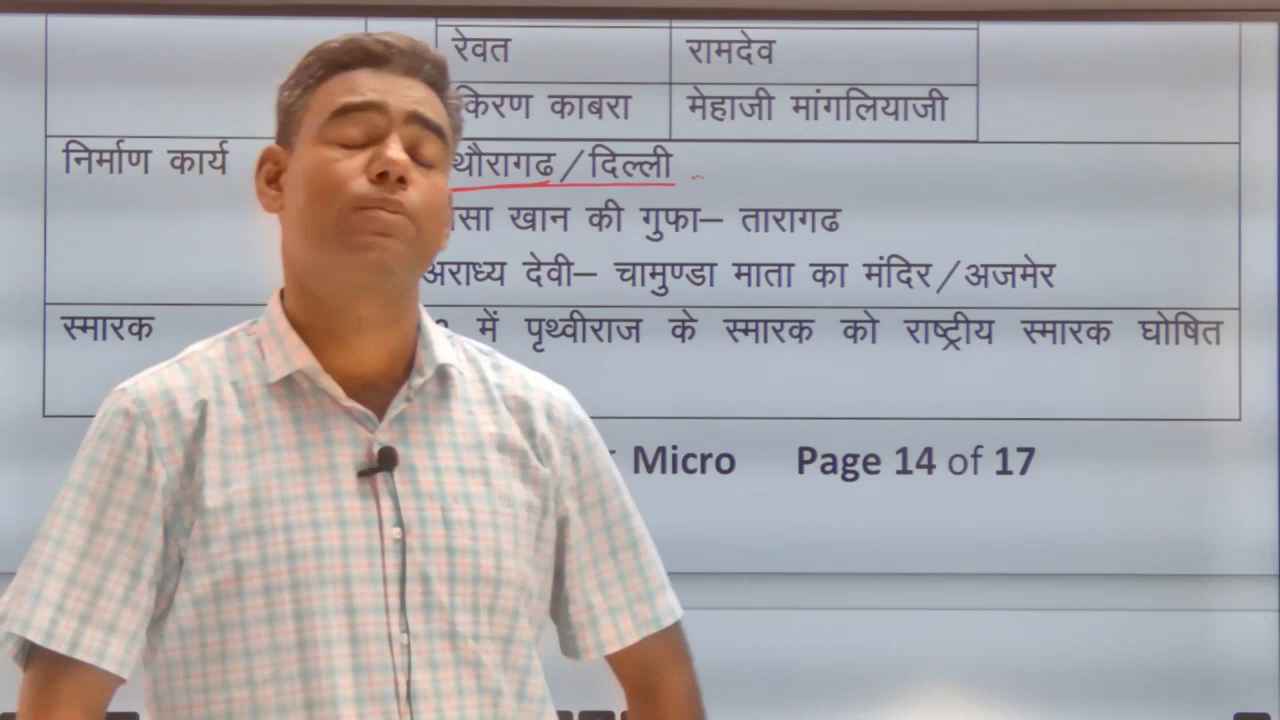 रेवत रामदेव
किरण काबरा मेहाजी मांगलियाजी
निर्माण कार्य थौरागढ/दिल्ली
खान की गुफा– तारागढ
अराध्य देवी– चामुण्डा माता का मंदिर/अजमेर
स्मारक में पृथ्वीराज के स्मारक को राष्ट्रीय स्मारक घोषित
Micro Page 14 of 17